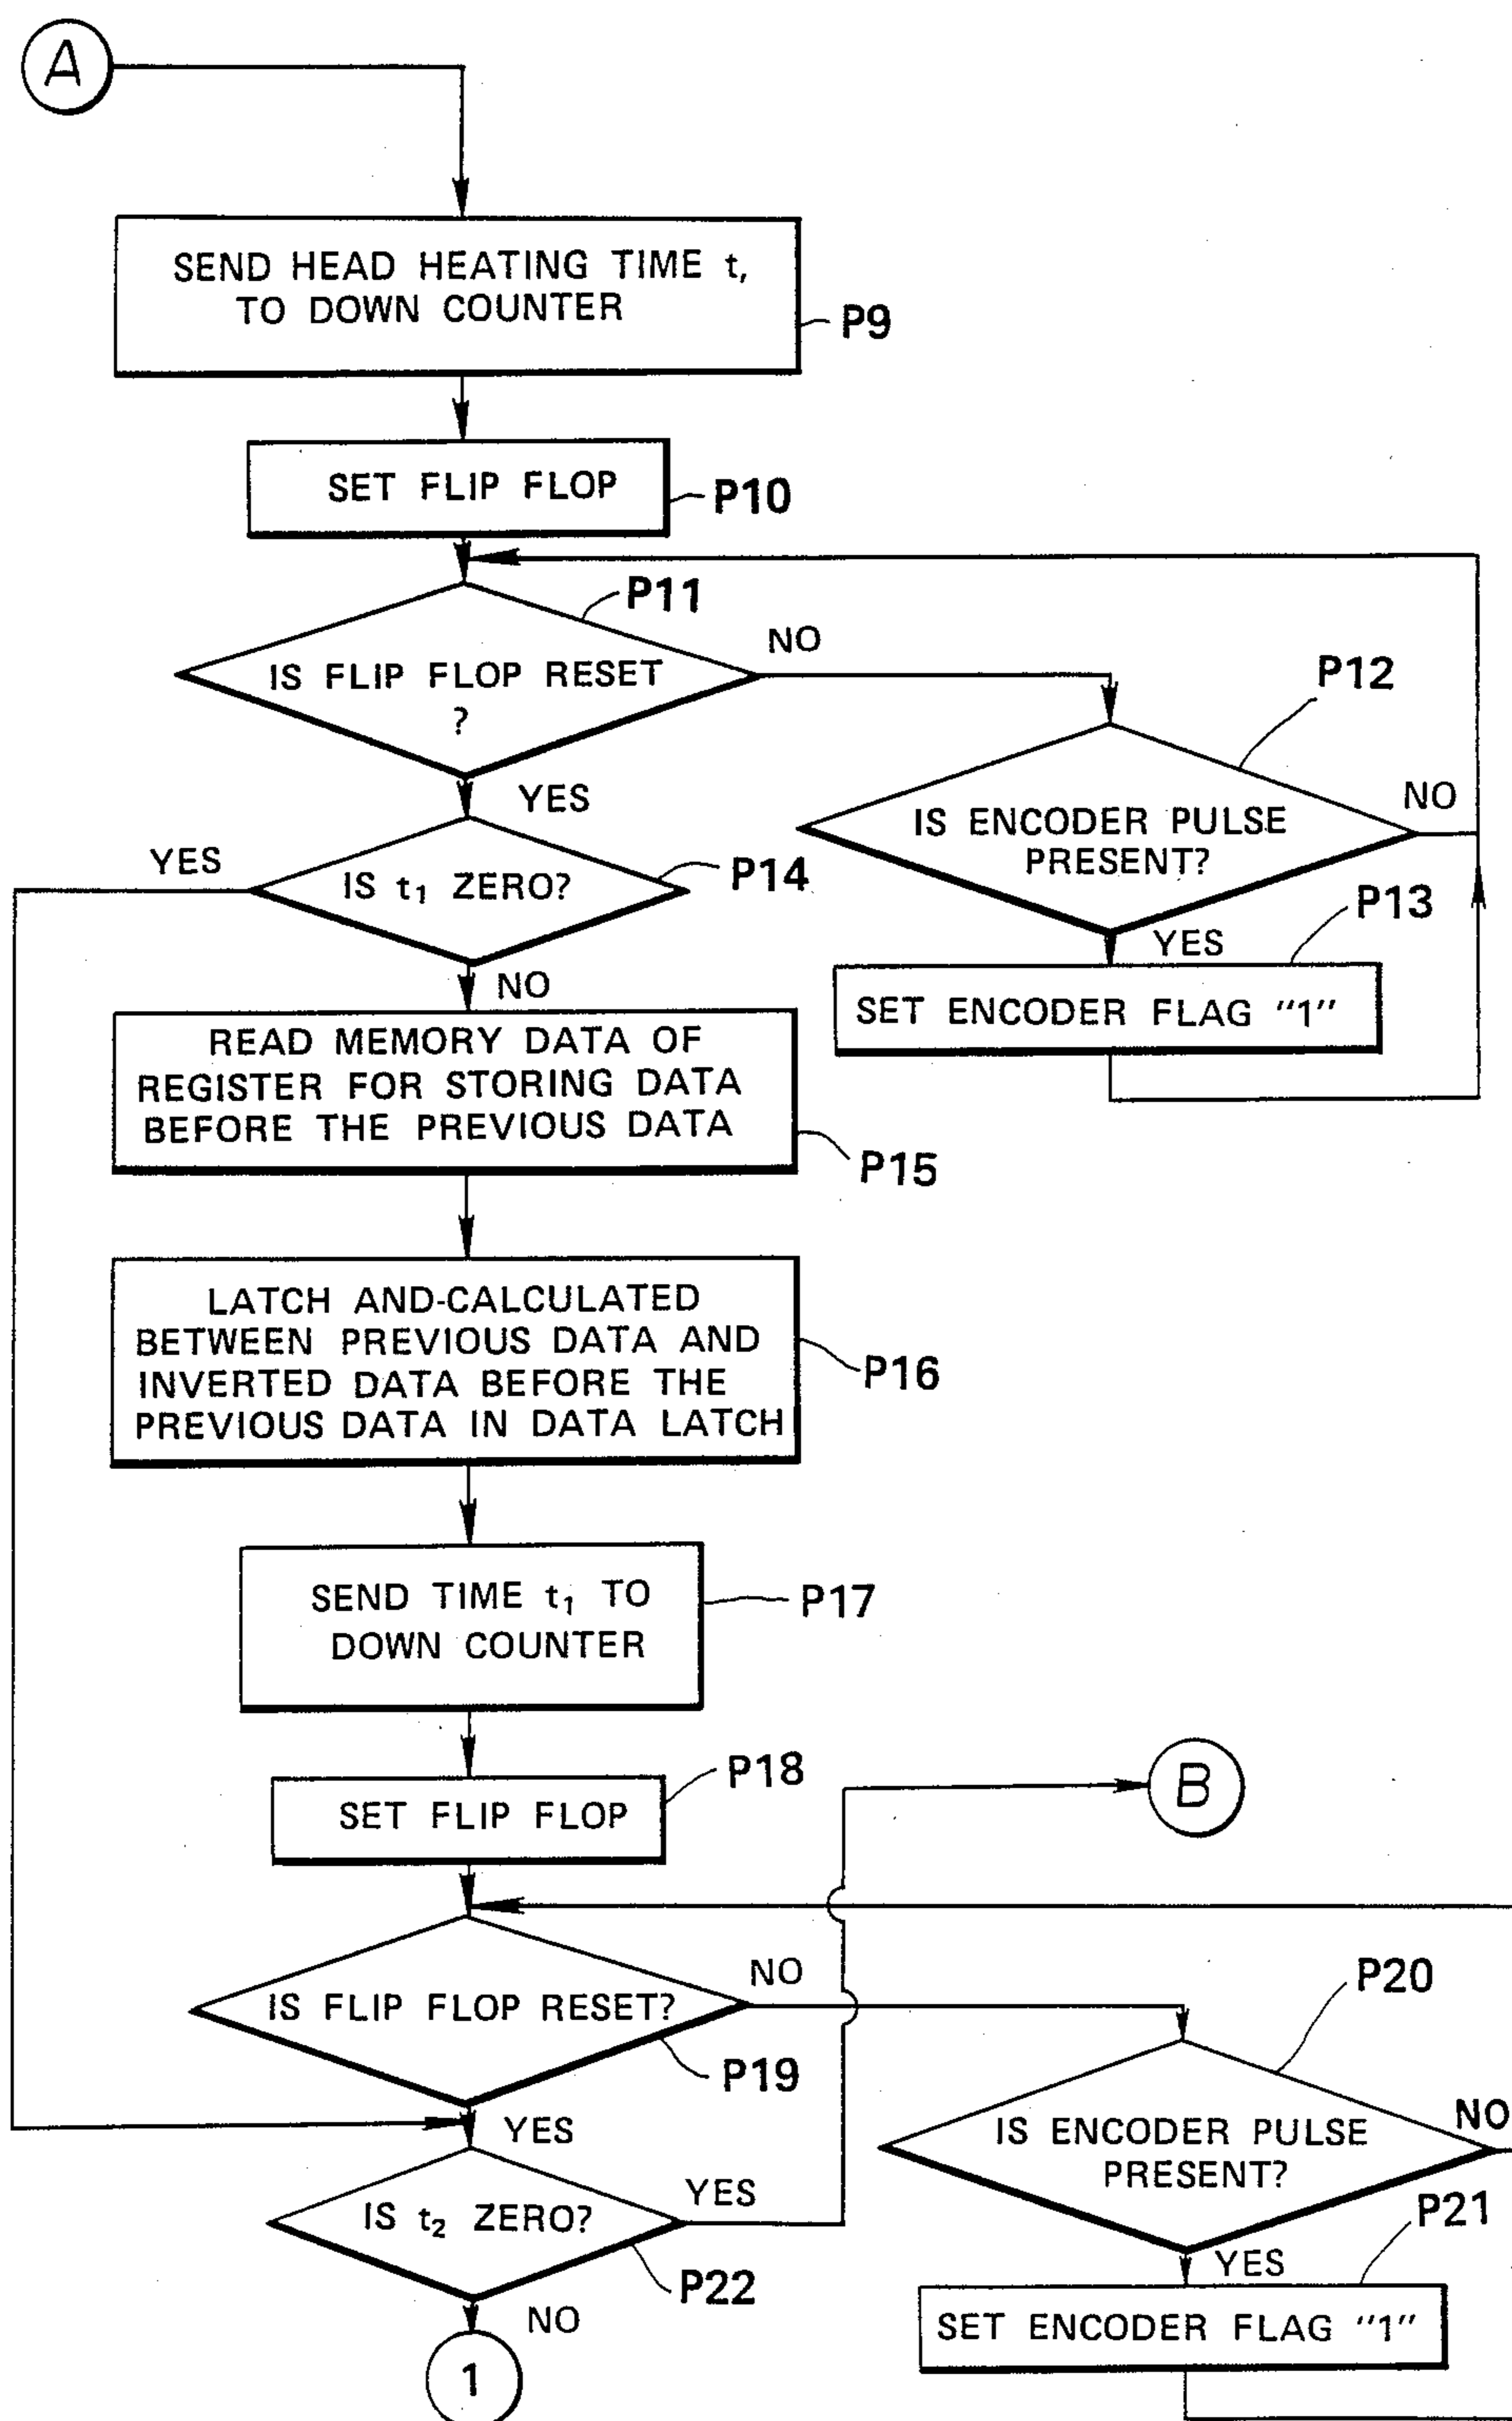 A
SEND HEAD HEATING TIME t,
TO DOWN COUNTER
P9
SET FLIP FLOP
P10
P11
IS FLIP FLOP RESET
?
NO
YES
P12
IS ENCODER PULSE
PRESENT?
NO
YES
P13
SET ENCODER FLAG "1"
YES
IS t₁ ZERO?
P14
NO
READ MEMORY DATA OF
REGISTER FOR STORING DATA
BEFORE THE PREVIOUS DATA
P15
LATCH AND-CALCULATED
BETWEEN PREVIOUS DATA AND
INVERTED DATA BEFORE THE
PREVIOUS DATA IN DATA LATCH
P16
SEND TIME t₁ TO
DOWN COUNTER
P17
P18
SET FLIP FLOP
B
NO
IS FLIP FLOP RESET?
P19
YES
P20
IS ENCODER PULSE
PRESENT?
NO
YES
P21
SET ENCODER FLAG "1"
IS t₂ ZERO?
YES
P22
NO
1